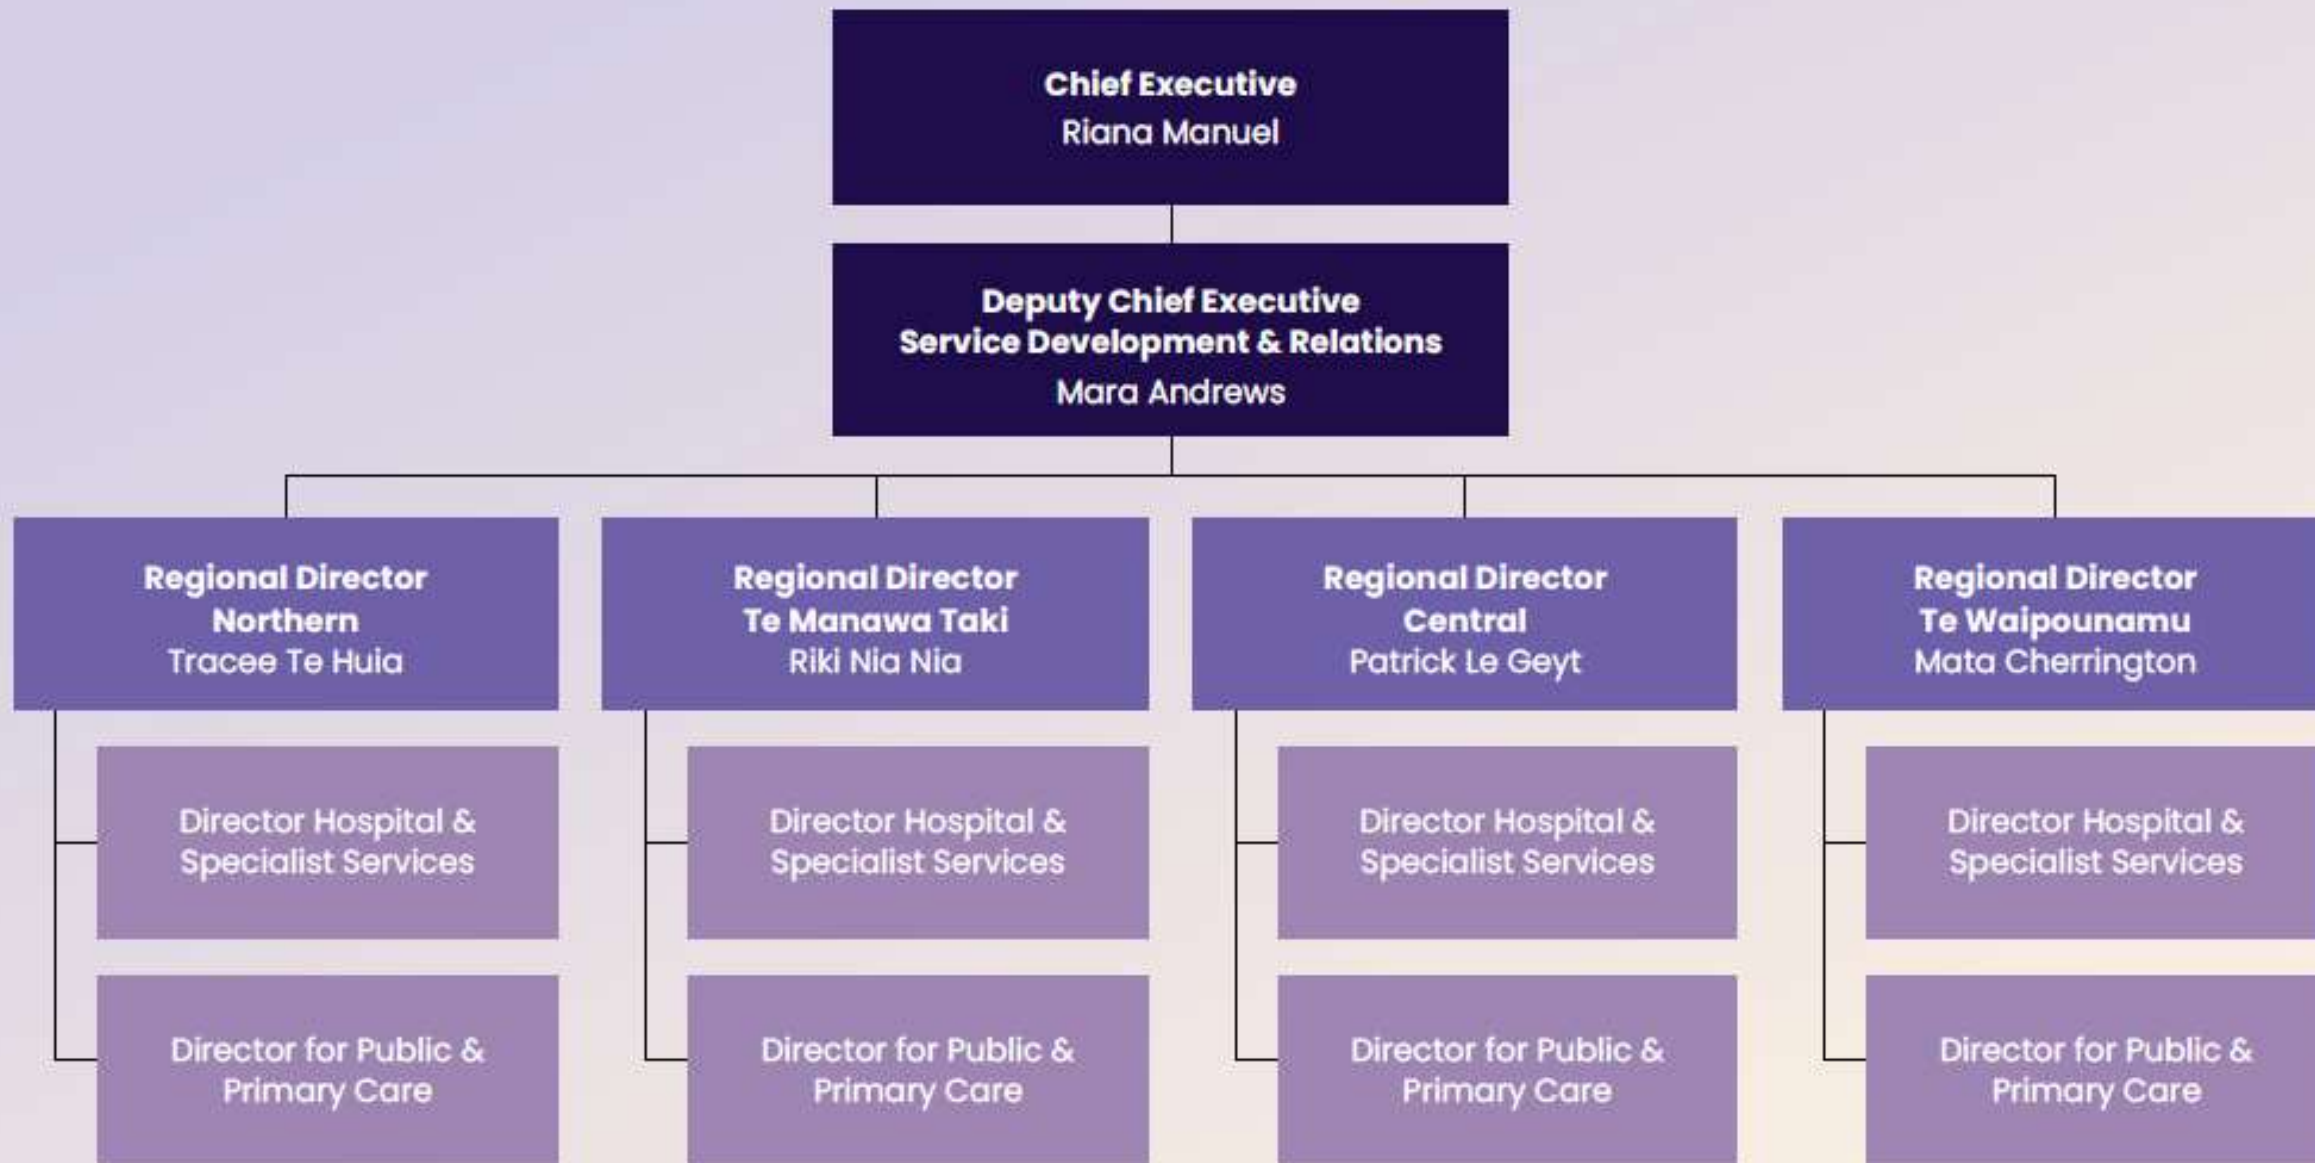 Chief Executive
Riana Manuel
Deputy Chief Executive
Service Development & Relations
Mara Andrews
Regional Director
Northern
Tracee Te Huia
Regional Director
Te Manawa Taki
Riki Nia Nia
Regional Director
Central
Patrick Le Geyt
Regional Director
Te Waipounamu
Mata Cherrington
Director Hospital &
Specialist Services
Director Hospital &
Specialist Services
Director Hospital &
Specialist Services
Director Hospital &
Specialist Services
Director for Public &
Primary Care
Director for Public &
Primary Care
Director for Public &
Primary Care
Director for Public &
Primary Care